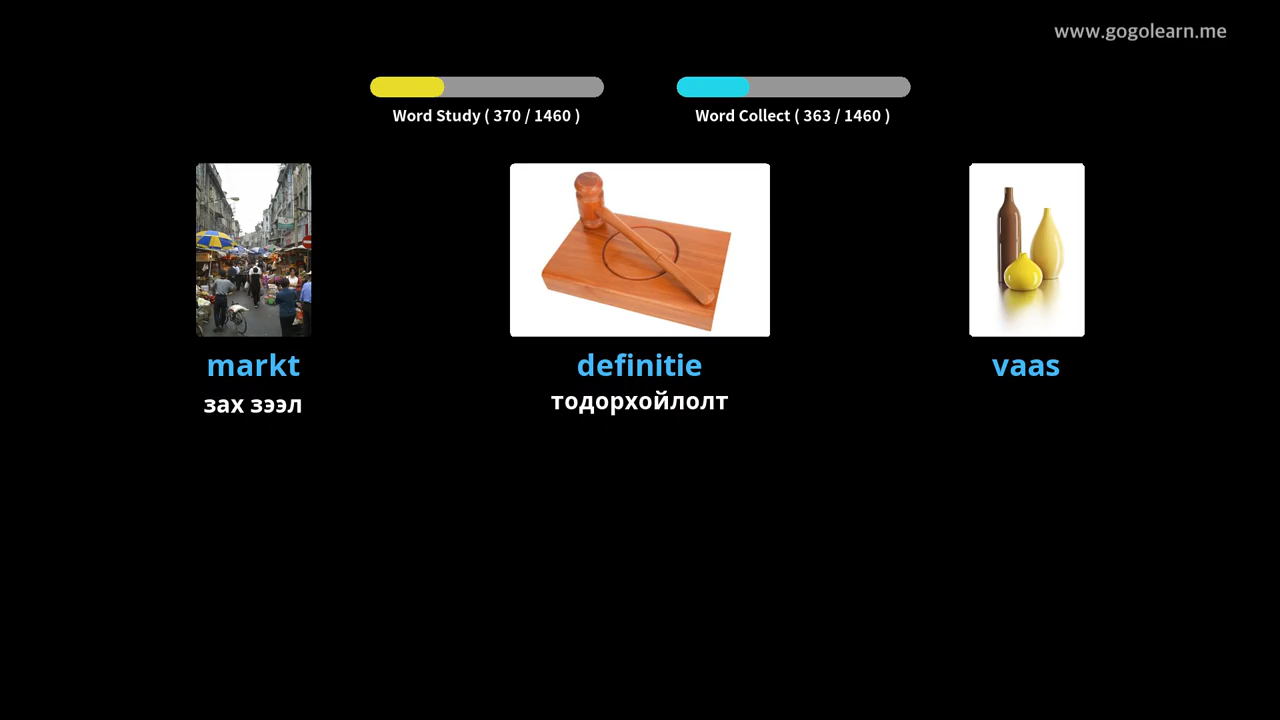 www.gogolearn.me
Word Study ( 370 / 1460 )
Word Collect ( 363 / 1460 )
markt
зах зээл
definitie
тодорхойлолт
vaas